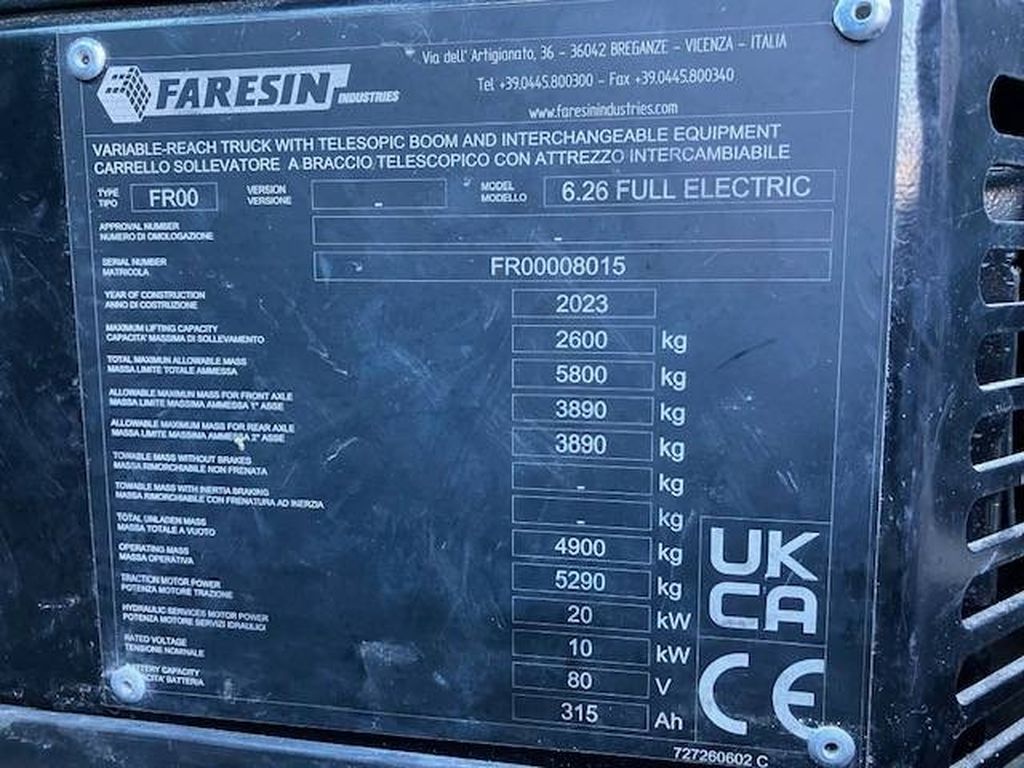 FARESIN INDUSTRIES
Via dell' Artigianato, 36 - 36042 BREGANZE - VICENZA - ITALIA
Tel +39.0445.800300 - Fax +39.0445.800340
www.faresinindustries.com
VARIABLE-REACH TRUCK WITH TELESOPIC BOOM AND INTERCHANGEABLE EQUIPMENT
CARRELLO SOLLEVATORE A BRACCIO TELESCOPICO CON ATTREZZO INTERCAMBIABILE
TYPE
TIPO
FR00
VERSION
VERSIONE
-
MODEL
MODELLO
6.26 FULL ELECTRIC
APPROVAL NUMBER
NUMERO DI OMOLOGAZIONE
-
SERIAL NUMBER
MATRICOLA
FR00008015
YEAR OF CONSTRUCTION
ANNO DI COSTRUZIONE
2023
MAXIMUM LIFTING CAPACITY
CAPACITA' MASSIMA DI SOLLEVAMENTO
2600 kg
TOTAL MAXIMUN ALLOWABLE MASS
MASSA LIMITE TOTALE AMMESSA
5800 kg
ALLOWABLE MAXIMUN MASS FOR FRONT AXLE
MASSA LIMITE MASSIMA AMMESSA 1° ASSE
3890 kg
ALLOWABLE MAXIMUM MASS FOR REAR AXLE
MASSA LIMITE MASSIMA AMMESSA 2° ASSE
3890 kg
TOWABLE MASS WITHOUT BRAKES
MASSA RIMORCHIABILE NON FRENATA
- kg
TOWABLE MASS WITH INERTIA BRAKING
MASSA RIMORSCHIABILE CON FRENATURA AD INERZIA
- kg
TOTAL UNLADEN MASS
MASSA TOTALE A VUOTO
4900 kg
OPERATING MASS
MASSA OPERATIVA
5290 kg
TRACTION MOTOR POWER
POTENZA MOTORE TRAZIONE
20 kW
HYDRAULIC SERVICES MOTOR POWER
POTENZA MOTORE SERVIZI IDRAULICI
10 kW
RATED VOLTAGE
TENSIONE NOMINALE
80 V
BATTERY CAPACITY
CAPACITA' BATTERIA
315 Ah
UK
CA
CE
727260602 C